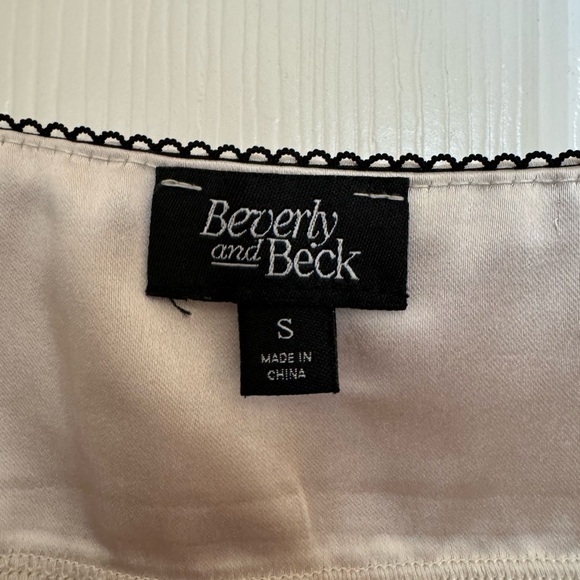 Beverly
and Beck
S
MADE IN
CHINA